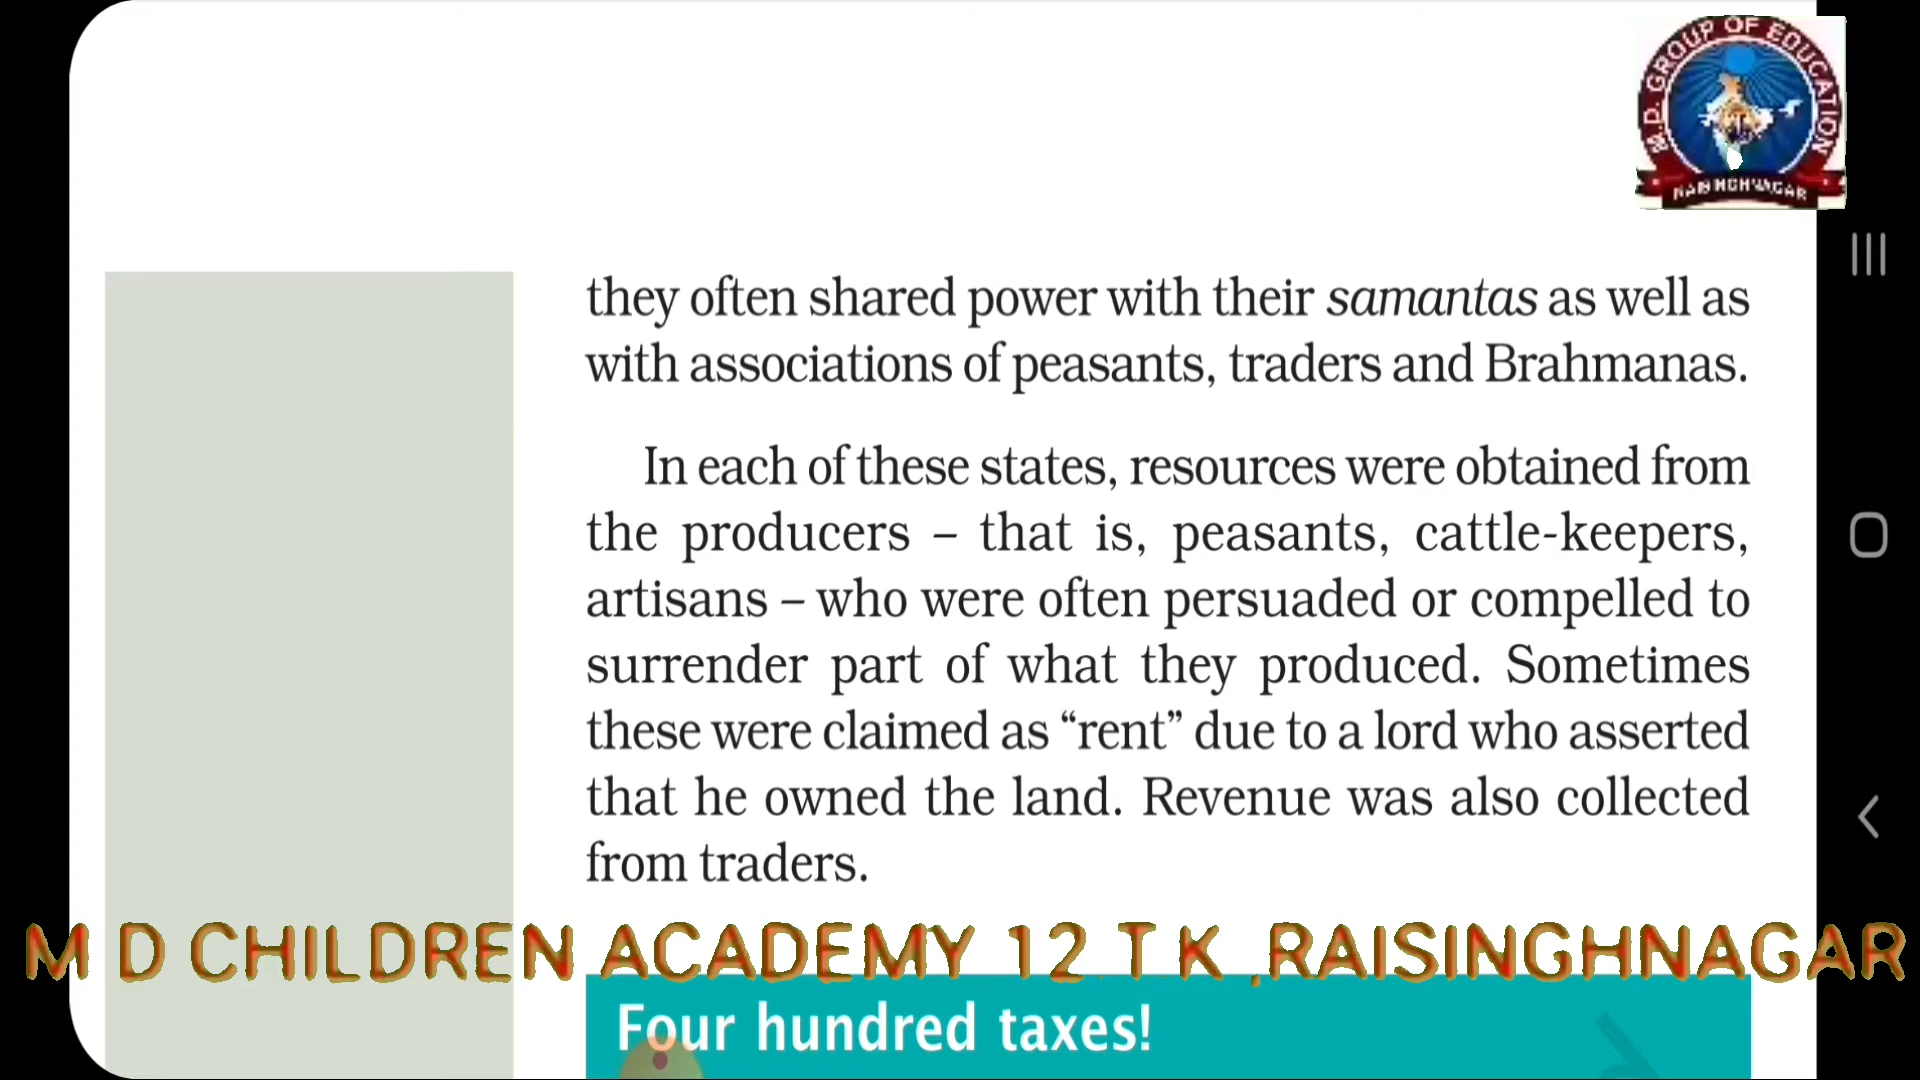 M.D. GROUP OF EDUCATION
RAISINGHNAGAR
they often shared power with their samantas as well as
with associations of peasants, traders and Brahmanas.
In each of these states, resources were obtained from
the producers – that is, peasants, cattle-keepers,
artisans – who were often persuaded or compelled to
surrender part of what they produced. Sometimes
these were claimed as “rent” due to a lord who asserted
that he owned the land. Revenue was also collected
from traders.
M D CHILDREN ACADEMY 12 T K ,RAISINGHNAGAR
Four hundred taxes!